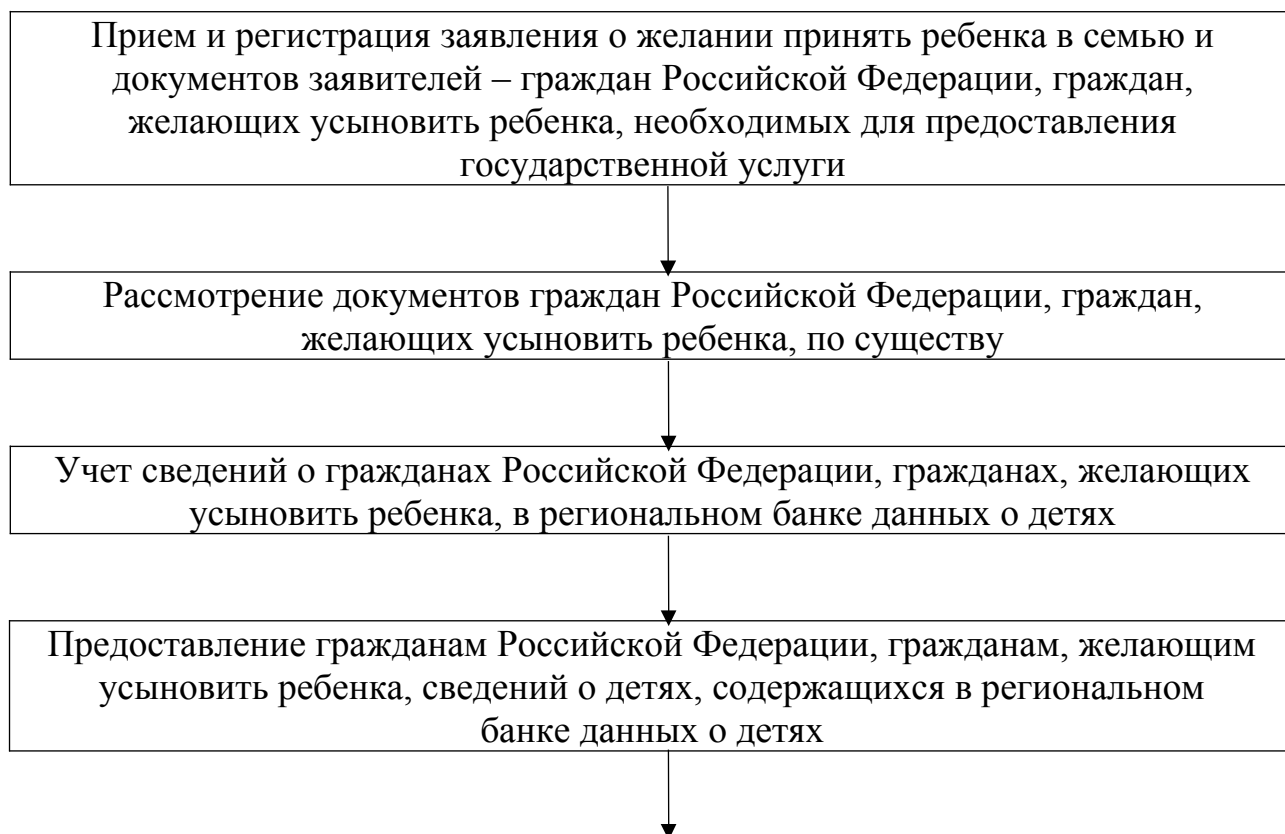 Прием и регистрация заявления о желании принять ребенка в семью и
документов заявителей – граждан Российской Федерации, граждан,
желающих усыновить ребенка, необходимых для предоставления
государственной услуги
Рассмотрение документов граждан Российской Федерации, граждан,
желающих усыновить ребенка, по существу
Учет сведений о гражданах Российской Федерации, гражданах, желающих
усыновить ребенка, в региональном банке данных о детях
Предоставление гражданам Российской Федерации, гражданам, желающим
усыновить ребенка, сведений о детях, содержащихся в региональном
банке данных о детях